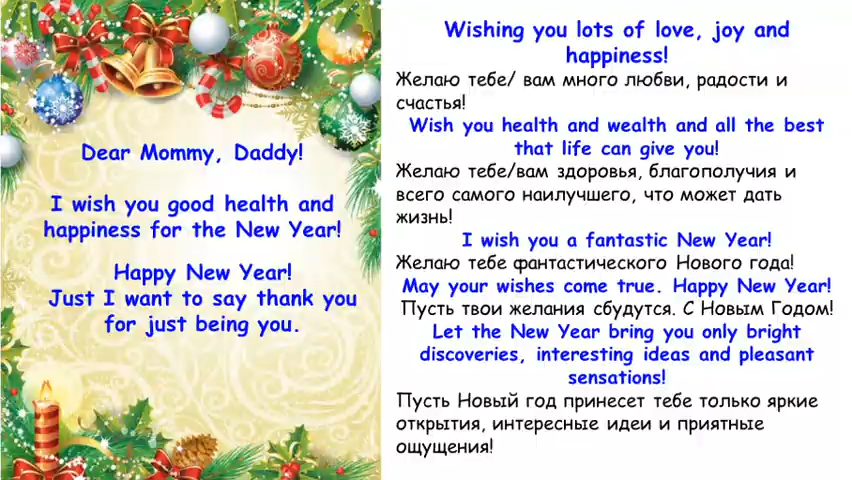 Dear Mommy, Daddy!
I wish you good health and
happiness for the New Year!
Happy New Year!
Just I want to say thank you
for just being you.
Wishing you lots of love, joy and
happiness!
Желаю тебе/ вам много любви, радости и
счастья!
Wish you health and wealth and all the best
that life can give you!
Желаю тебе/вам здоровья, благополучия и
всего самого наилучшего, что может дать
жизнь!
I wish you a fantastic New Year!
Желаю тебе фантастического Нового года!
May your wishes come true. Happy New Year!
Пусть твои желания сбудутся. С Новым Годом!
Let the New Year bring you only bright
discoveries, interesting ideas and pleasant
sensations!
Пусть Новый год принесет тебе только яркие
открытия, интересные идеи и приятные
ощущения!